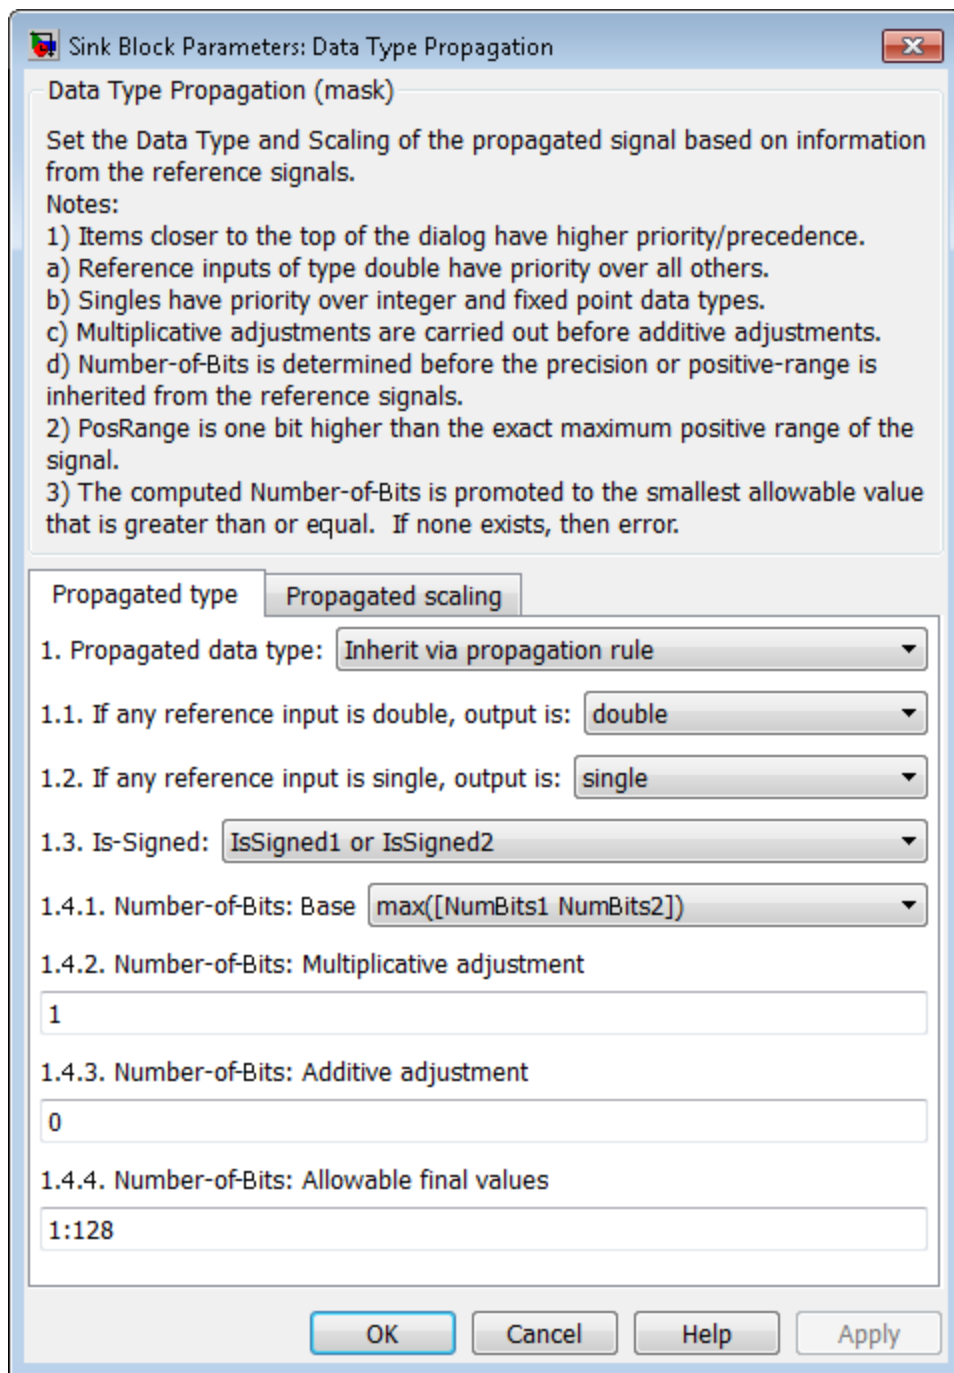 Sink Block Parameters: Data Type Propagation
Data Type Propagation (mask)
Set the Data Type and Scaling of the propagated signal based on information
from the reference signals.
Notes:
1) Items closer to the top of the dialog have higher priority/precedence.
a) Reference inputs of type double have priority over all others.
b) Singles have priority over integer and fixed point data types.
c) Multiplicative adjustments are carried out before additive adjustments.
d) Number-of-Bits is determined before the precision or positive-range is
inherited from the reference signals.
2) PosRange is one bit higher than the exact maximum positive range of the
signal.
3) The computed Number-of-Bits is promoted to the smallest allowable value
that is greater than or equal.  If none exists, then error.
Propagated type Propagated scaling
1. Propagated data type: Inherit via propagation rule
1.1. If any reference input is double, output is: double
1.2. If any reference input is single, output is: single
1.3. Is-Signed: IsSigned1 or IsSigned2
1.4.1. Number-of-Bits: Base max([NumBits1 NumBits2])
1.4.2. Number-of-Bits: Multiplicative adjustment
1
1.4.3. Number-of-Bits: Additive adjustment
0
1.4.4. Number-of-Bits: Allowable final values
1:128
OK Cancel Help Apply